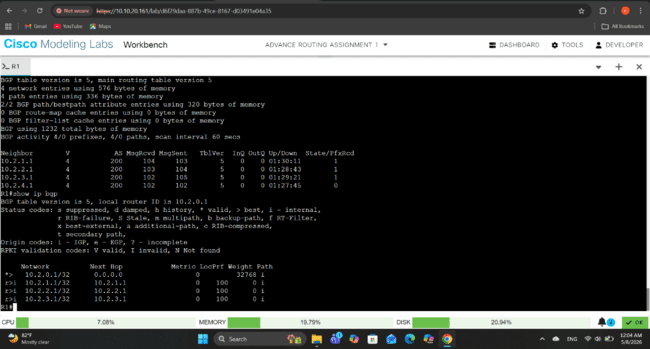 Not secure
https://10.10.20.161/lab/d6f29daa-887b-49ca-8167-d03491e04a35
Gmail
YouTube
Maps
All Bookmarks
Cisco Modeling Labs
Workbench
ADVANCE ROUTING ASSIGNMENT 1
DASHBOARD
TOOLS
DEVELOPER
>_ R1
BGP table version is 5, main routing table version 5
4 network entries using 576 bytes of memory
4 path entries using 336 bytes of memory
2/2 BGP path/bestpath attribute entries using 320 bytes of memory
0 BGP route-map cache entries using 0 bytes of memory
0 BGP filter-list cache entries using 0 bytes of memory
BGP using 1232 total bytes of memory
BGP activity 4/0 prefixes, 4/0 paths, scan interval 60 secs
Neighbor V AS MsgRcvd MsgSent TblVer InQ OutQ Up/Down State/PfxRcd
10.2.1.1 4 200 104 103 5 0 0 01:30:11 1
10.2.2.1 4 200 103 104 5 0 0 01:28:43 1
10.2.3.1 4 200 102 105 5 0 0 01:29:21 1
10.2.4.1 4 200 102 102 5 0 0 01:27:45 0
R1#show ip bgp
BGP table version is 5, local router ID is 10.2.0.1
Status codes: s suppressed, d damped, h history, * valid, > best, i - internal,
r RIB-failure, S Stale, m multipath, b backup-path, f RT-Filter,
x best-external, a additional-path, c RIB-compressed,
t secondary path,
Origin codes: i - IGP, e - EGP, ? - incomplete
RPKI validation codes: V valid, I invalid, N Not found
Network Next Hop Metric LocPrf Weight Path
*> 10.2.0.1/32 0.0.0.0 0 32768 i
r>i 10.2.1.1/32 10.2.1.1 0 100 0 i
r>i 10.2.2.1/32 10.2.2.1 0 100 0 i
r>i 10.2.3.1/32 10.2.3.1 0 100 0 i
R1#
CPU 7.08% MEMORY 19.75% DISK 20.94%
2
OK
82°F
Mostly clear
Search
ENG
12:04 AM
5/8/2026